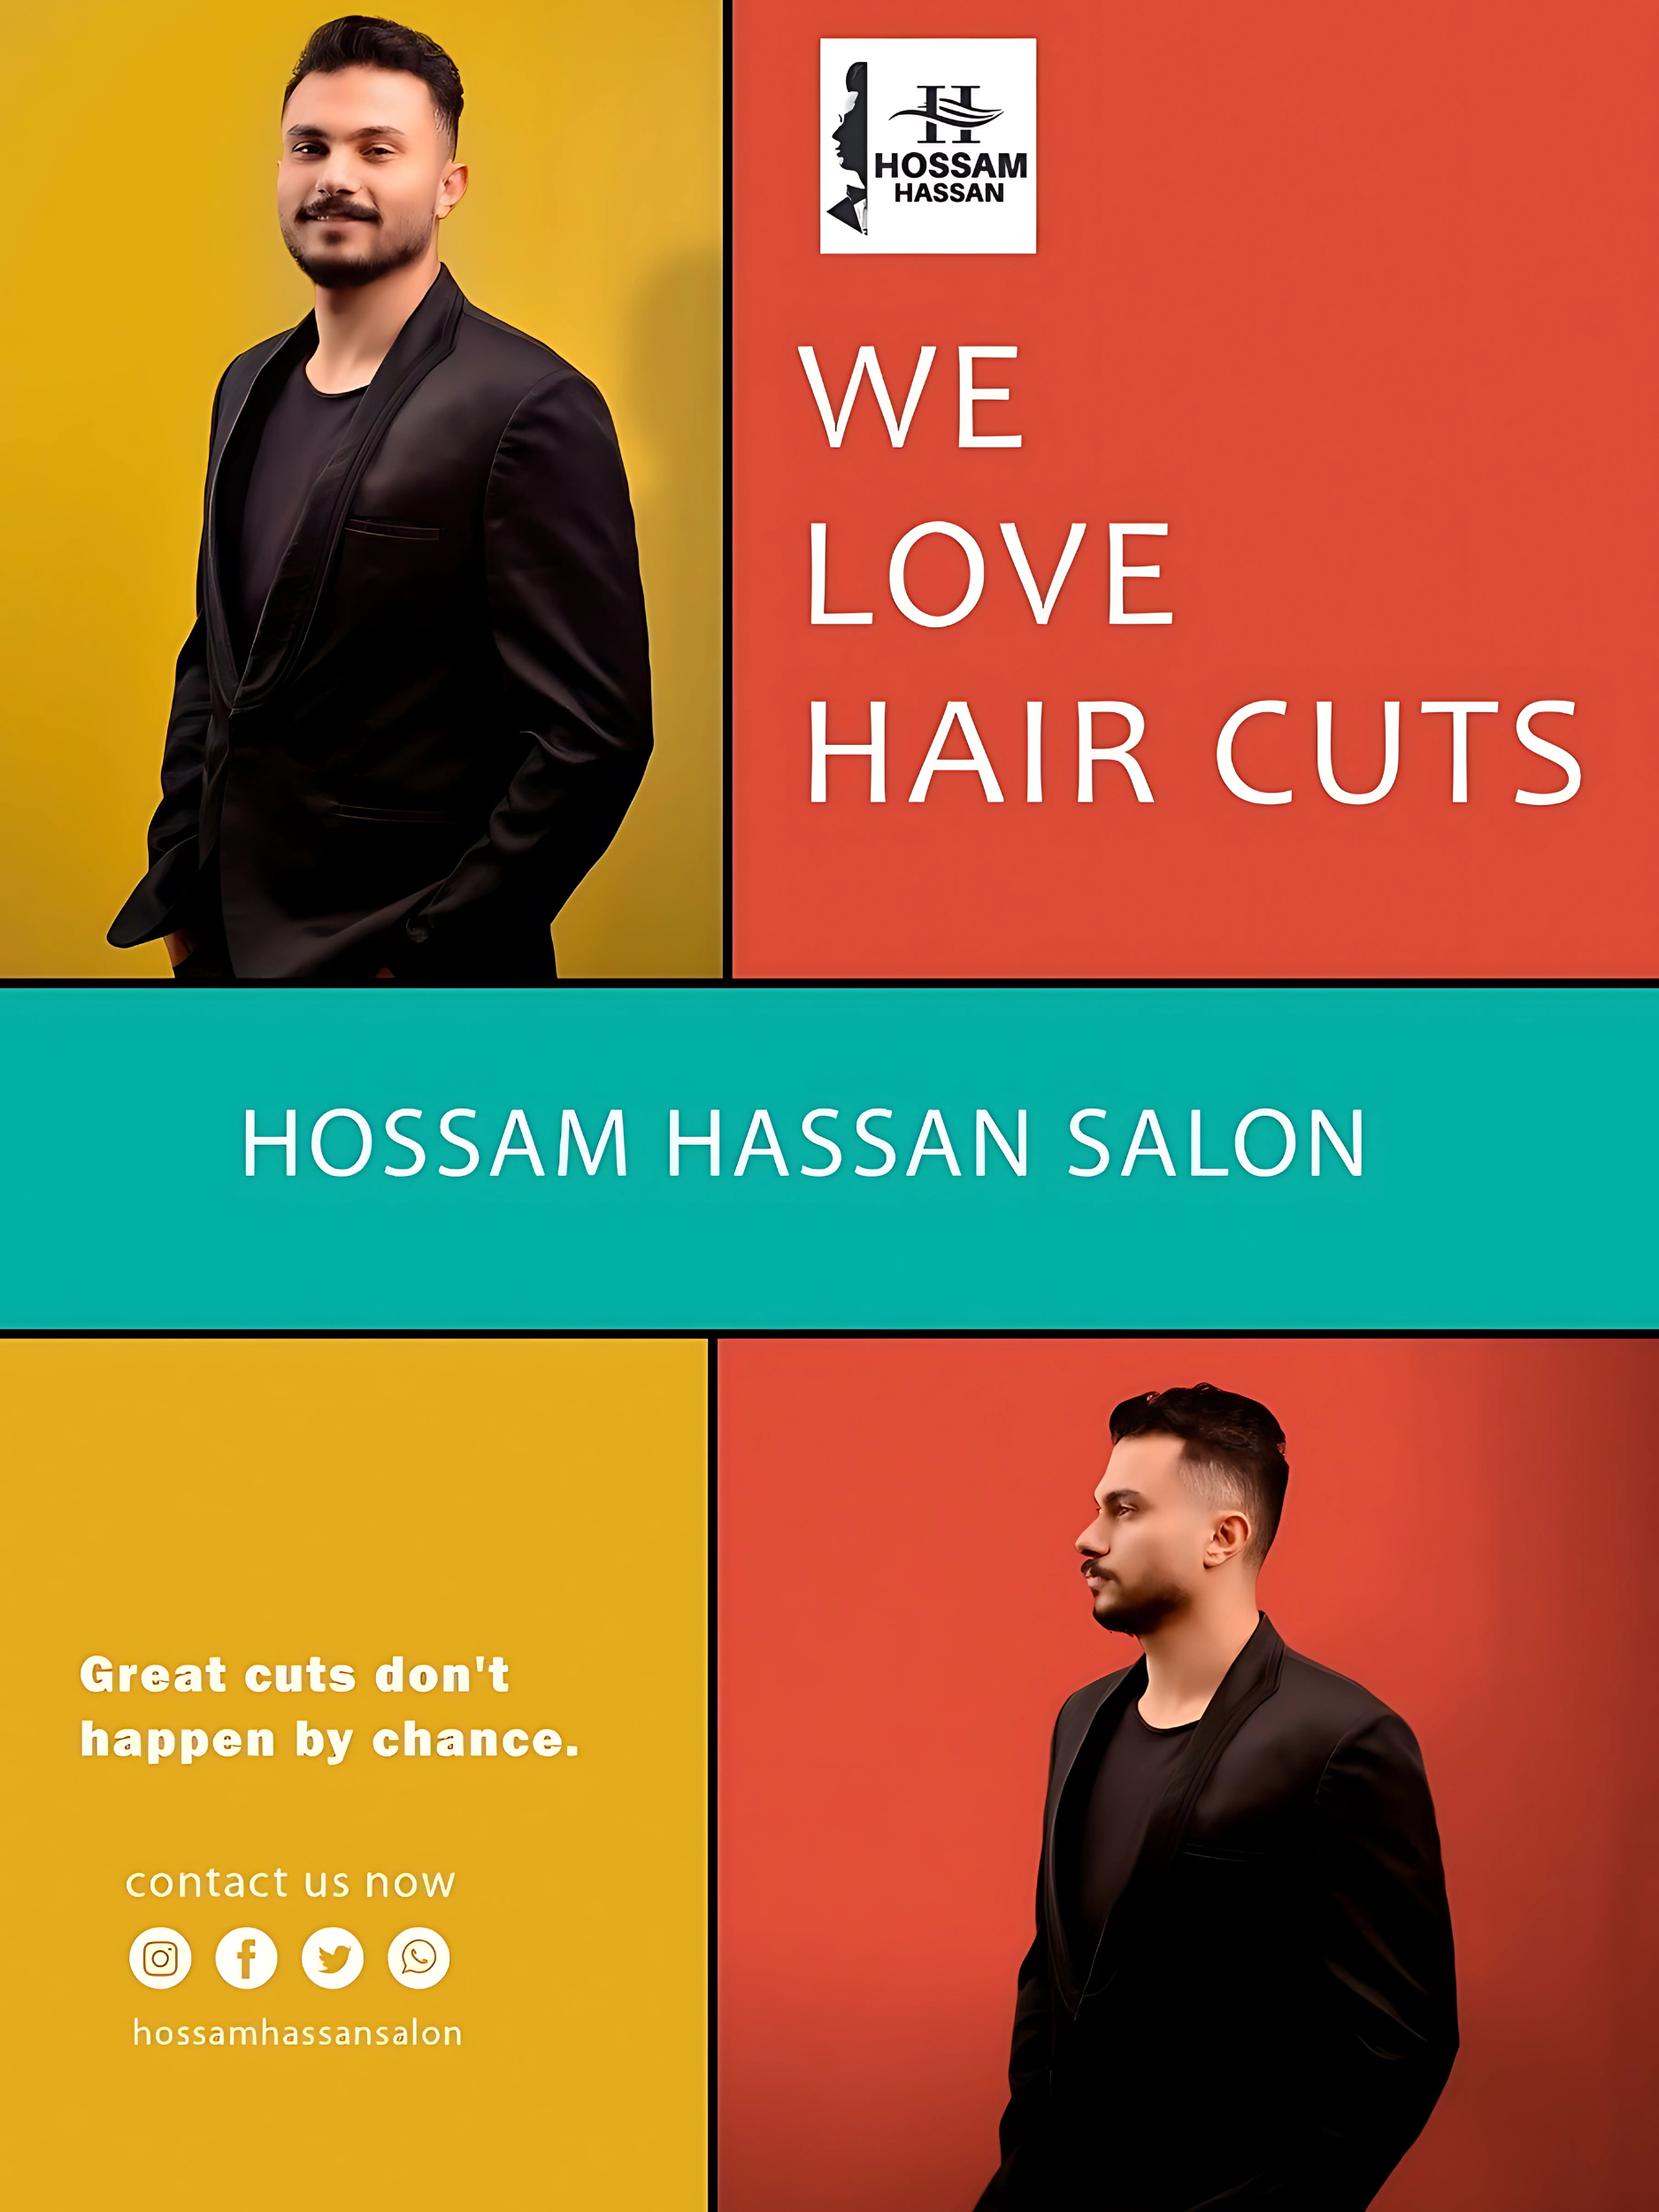 H
HOSSAM
HASSAN
WE
LOVE
HAIR CUTS
HOSSAM HASSAN SALON
Great cuts don't
happen by chance.
contact us now
hossamhassansalon